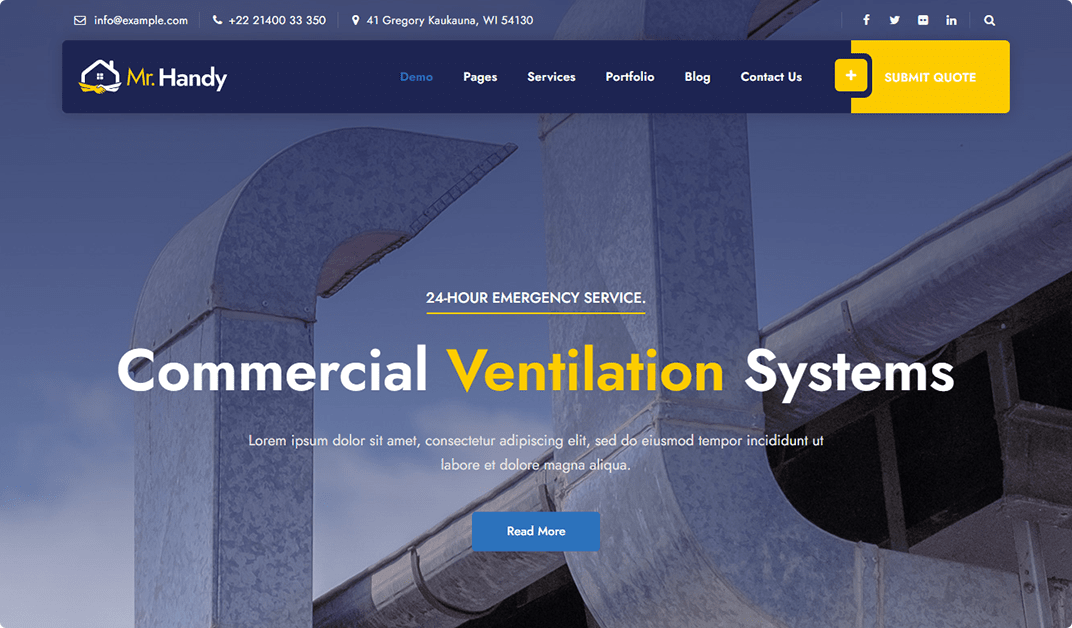 info@example.com +22 21400 33 350 41 Gregory Kaukauna, WI 54130
Mr. Handy Demo Pages Services Portfolio Blog Contact Us + SUBMIT QUOTE
24-HOUR EMERGENCY SERVICE.
Commercial Ventilation Systems
Lorem ipsum dolor sit amet, consectetur adipiscing elit, sed do eiusmod tempor incididunt ut
labore et dolore magna aliqua.
Read More